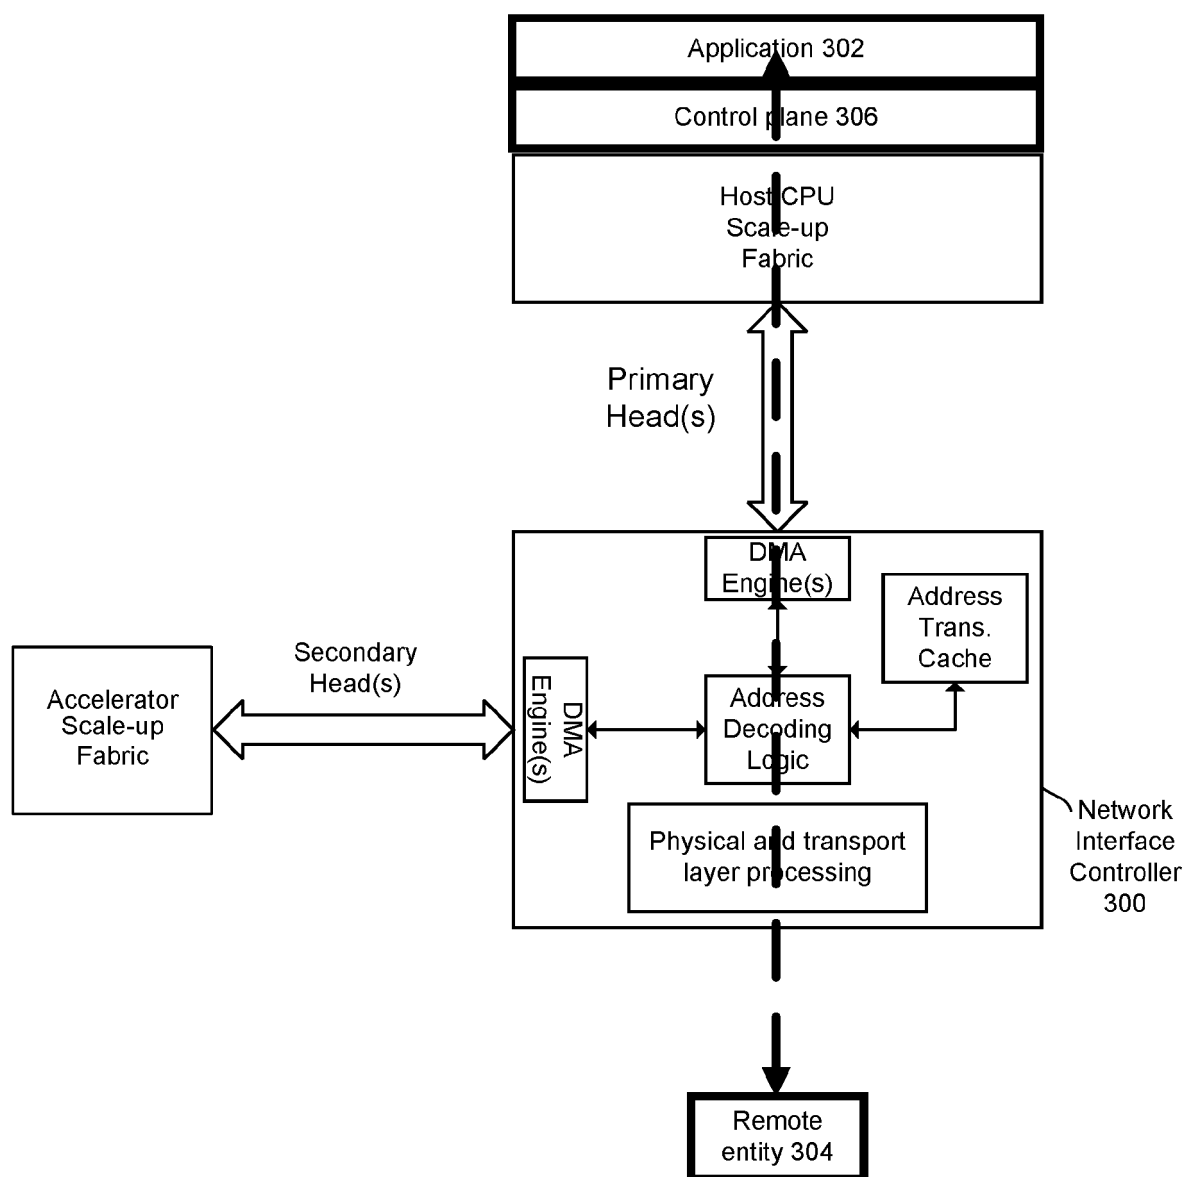 Application 302
Control plane 306
Host CPU
Scale-up
Fabric
Primary
Head(s)
DMA
Engine(s)
Address
Trans.
Cache
Secondary
Head(s)
Accelerator
Scale-up
Fabric
DMA
Engine(s)
Address
Decoding
Logic
Physical and transport
layer processing
Network
Interface
Controller
300
Remote
entity 304